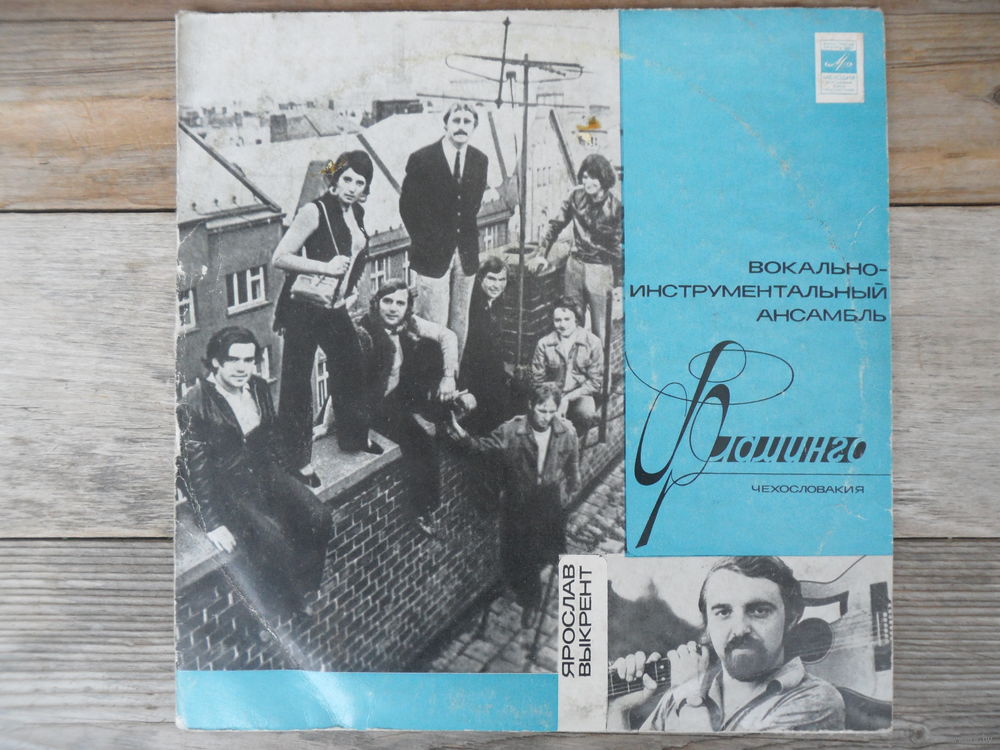 ВОКАЛЬНО-
ИНСТРУМЕНТАЛЬНЫЙ
АНСАМБЛЬ
Фламинго
ЧЕХОСЛОВАКИЯ
ЯРОСЛАВ
ВЫКРЕНТ